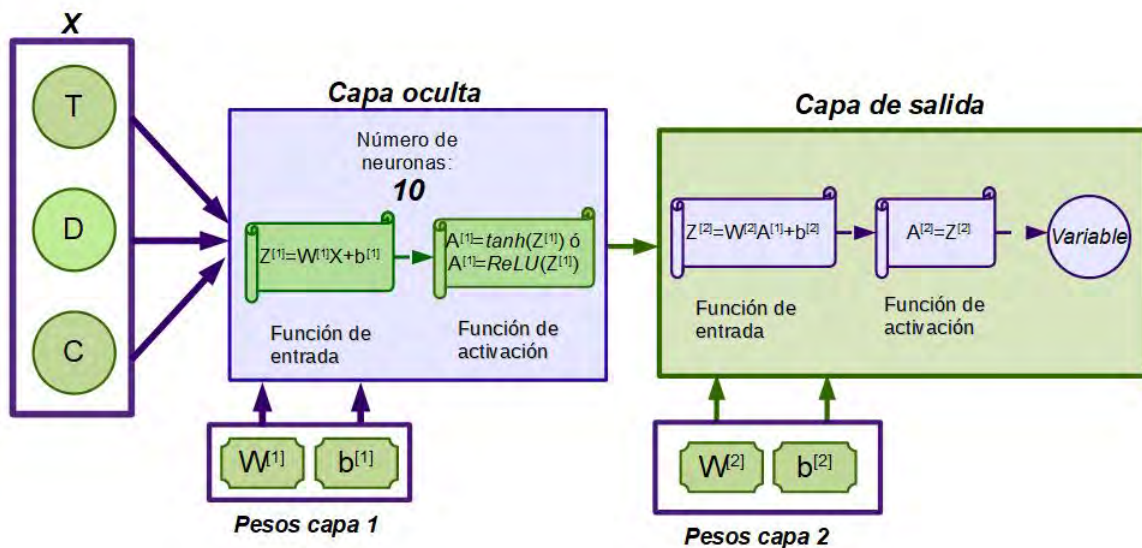 X
T
D
C
Capa oculta
Número de
neuronas:
10
Z[1]=W[1]X+b[1]
A[1]=tanh(Z[1]) ó
A[1]=ReLU(Z[1])
Función de
entrada
Función de
activación
W[1]
b[1]
Pesos capa 1
Capa de salida
Z[2]=W[2]A[1]+b[2]
A[2]=Z[2]
Variable
Función de
entrada
Función de
activación
W[2]
b[2]
Pesos capa 2